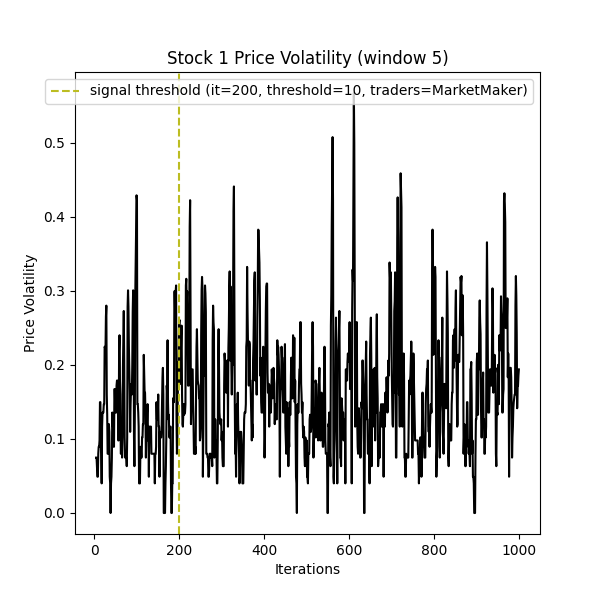 Stock 1 Price Volatility (window 5)
signal threshold (it=200, threshold=10, traders=MarketMaker)
0.5
0.4
0.3
0.2
0.1
0.0
Price Volatility
0 200 400 600 800 1000
Iterations